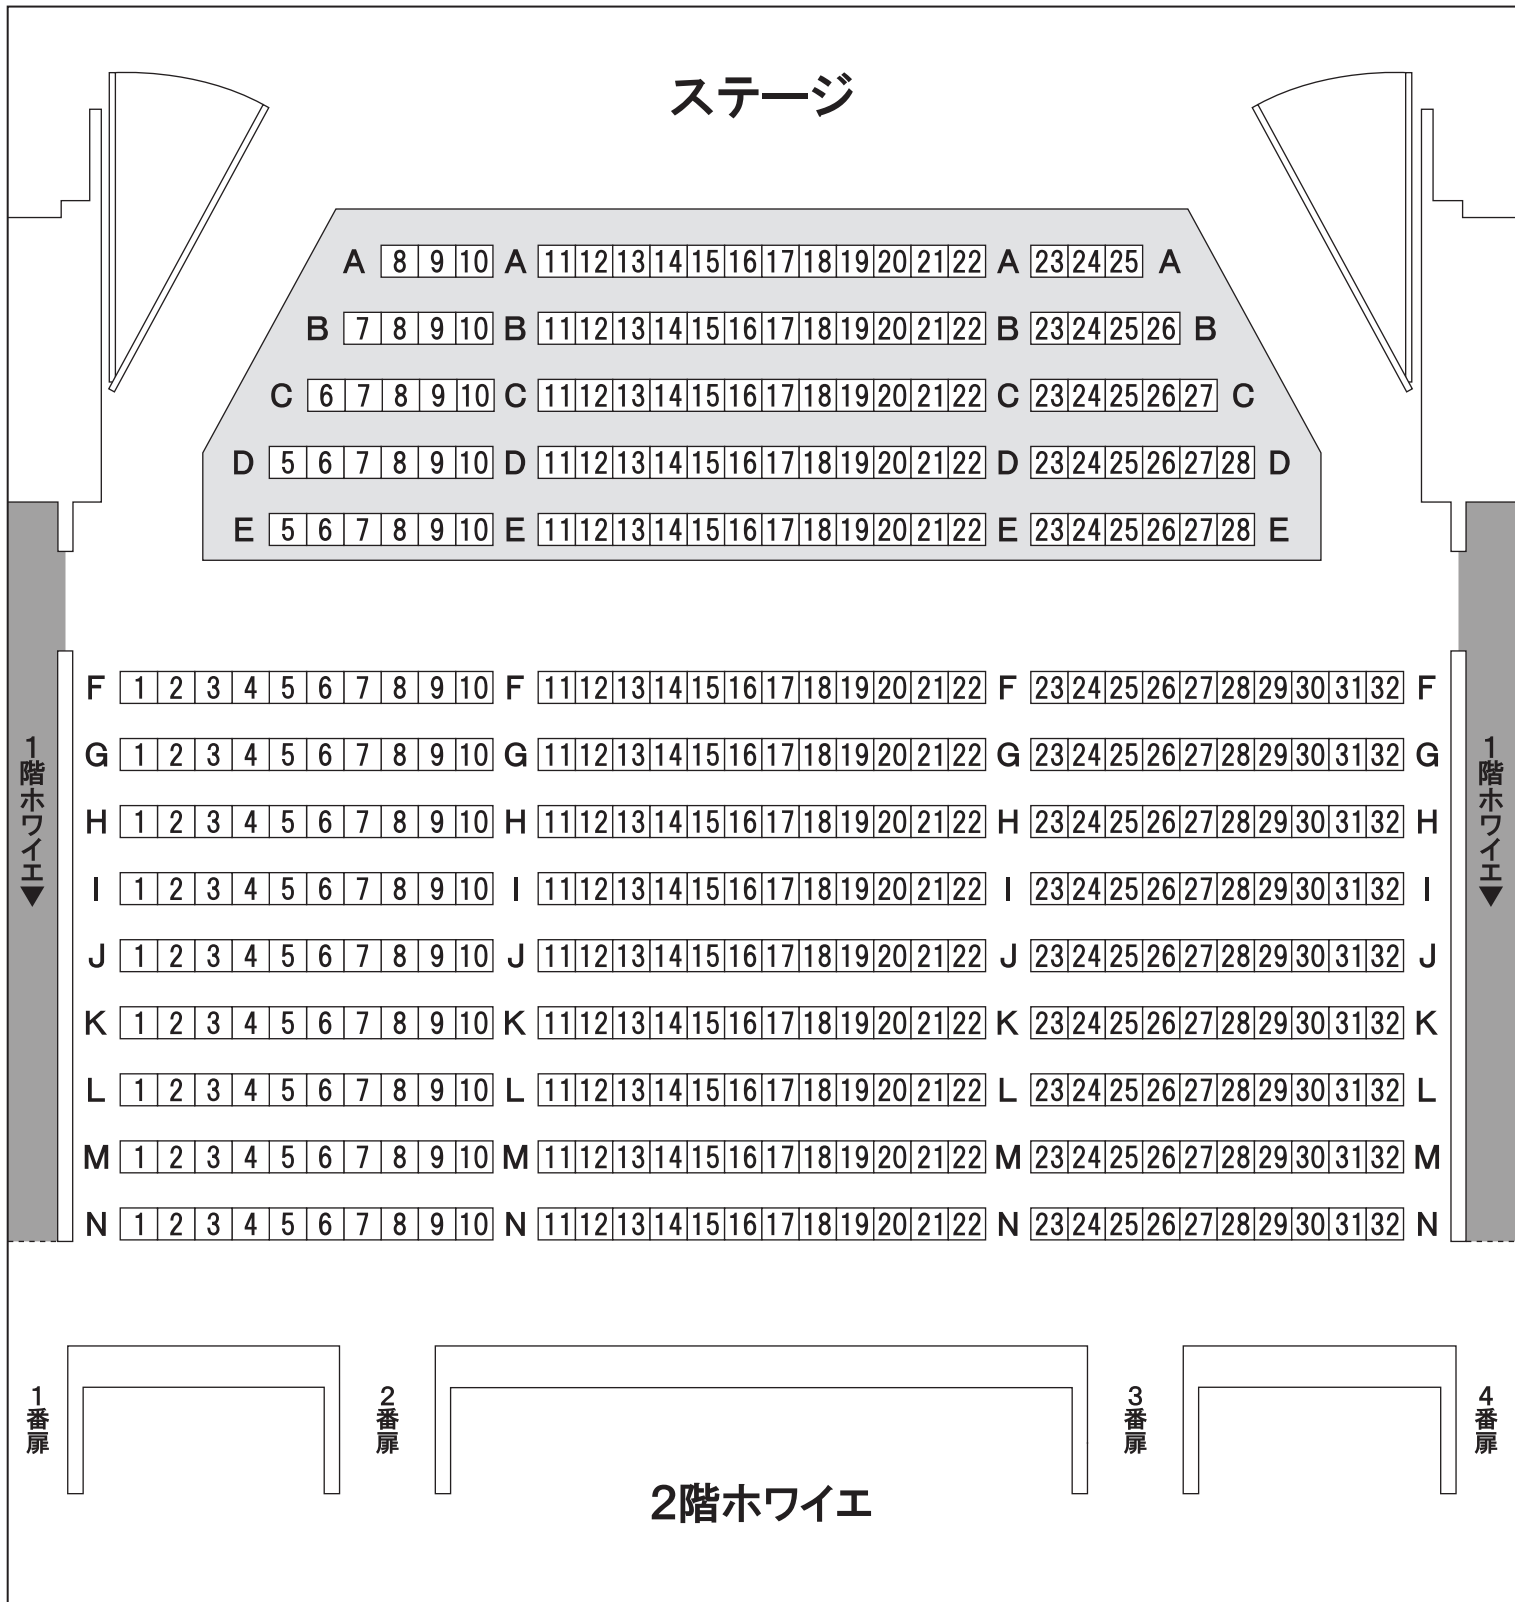 ステージ
A 8 9 10 A 11 12 13 14 15 16 17 18 19 20 21 22 A 23 24 25 A
B 7 8 9 10 B 11 12 13 14 15 16 17 18 19 20 21 22 B 23 24 25 26 B
C 6 7 8 9 10 C 11 12 13 14 15 16 17 18 19 20 21 22 C 23 24 25 26 27 C
D 5 6 7 8 9 10 D 11 12 13 14 15 16 17 18 19 20 21 22 D 23 24 25 26 27 28 D
E 5 6 7 8 9 10 E 11 12 13 14 15 16 17 18 19 20 21 22 E 23 24 25 26 27 28 E
F 1 2 3 4 5 6 7 8 9 10 F 11 12 13 14 15 16 17 18 19 20 21 22 F 23 24 25 26 27 28 29 30 31 32 F
G 1 2 3 4 5 6 7 8 9 10 G 11 12 13 14 15 16 17 18 19 20 21 22 G 23 24 25 26 27 28 29 30 31 32 G
H 1 2 3 4 5 6 7 8 9 10 H 11 12 13 14 15 16 17 18 19 20 21 22 H 23 24 25 26 27 28 29 30 31 32 H
I 1 2 3 4 5 6 7 8 9 10 I 11 12 13 14 15 16 17 18 19 20 21 22 I 23 24 25 26 27 28 29 30 31 32 I
J 1 2 3 4 5 6 7 8 9 10 J 11 12 13 14 15 16 17 18 19 20 21 22 J 23 24 25 26 27 28 29 30 31 32 J
K 1 2 3 4 5 6 7 8 9 10 K 11 12 13 14 15 16 17 18 19 20 21 22 K 23 24 25 26 27 28 29 30 31 32 K
L 1 2 3 4 5 6 7 8 9 10 L 11 12 13 14 15 16 17 18 19 20 21 22 L 23 24 25 26 27 28 29 30 31 32 L
M 1 2 3 4 5 6 7 8 9 10 M 11 12 13 14 15 16 17 18 19 20 21 22 M 23 24 25 26 27 28 29 30 31 32 M
N 1 2 3 4 5 6 7 8 9 10 N 11 12 13 14 15 16 17 18 19 20 21 22 N 23 24 25 26 27 28 29 30 31 32 N
1階ホワイエ▼
1階ホワイエ▼
1番扉
2番扉
3番扉
4番扉
2階ホワイエ